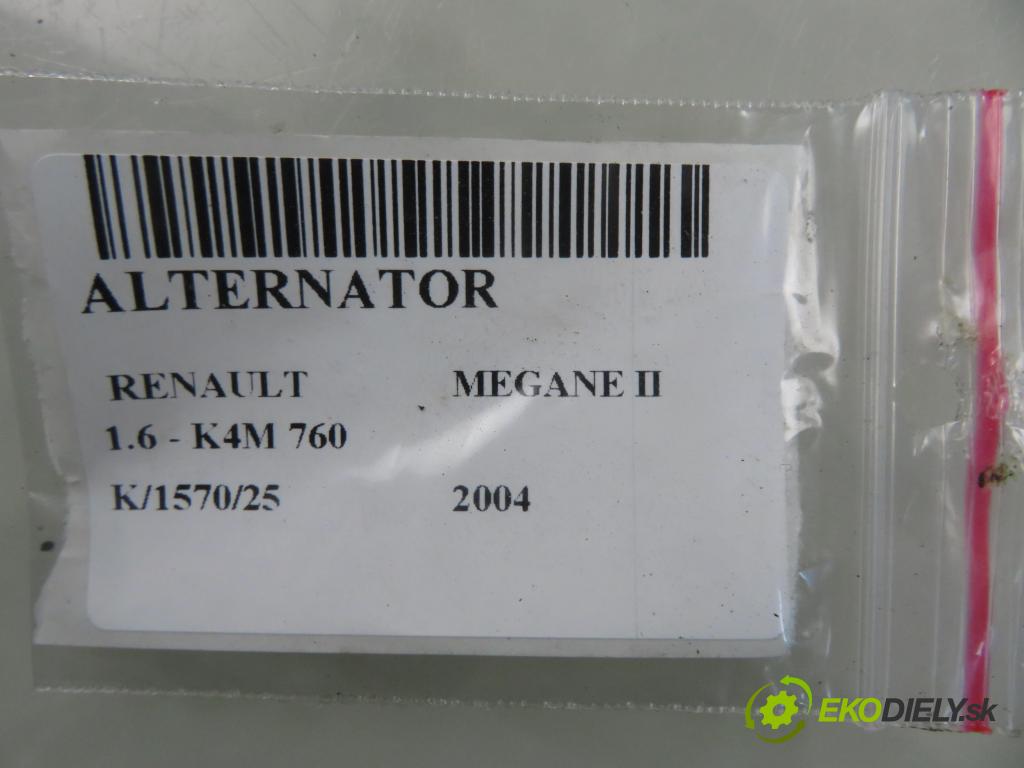 ALTERNATOR
RENAULT MEGANE II
1.6 - K4M 760
K/1570/25 2004
EKODIELY.sk